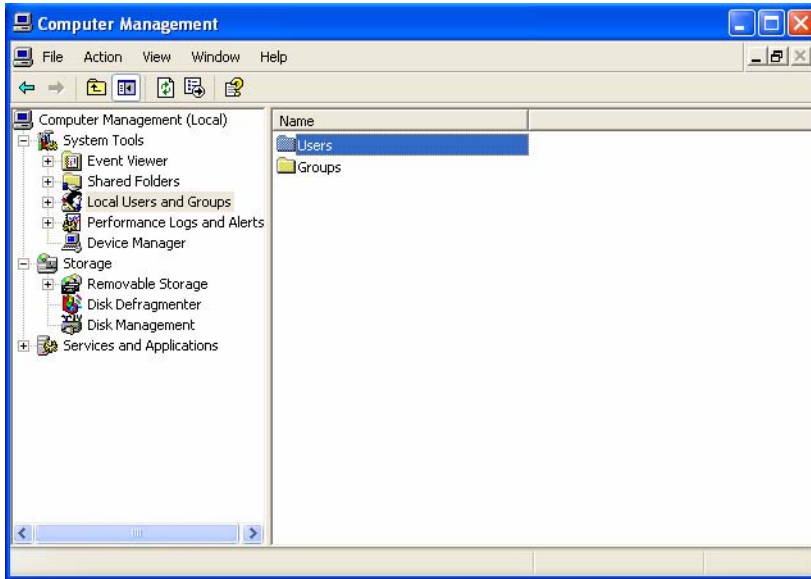 Computer Management
File Action View Window Help
Computer Management (Local)
System Tools
Event Viewer
Shared Folders
Local Users and Groups
Performance Logs and Alerts
Device Manager
Storage
Removable Storage
Disk Defragmenter
Disk Management
Services and Applications
Name
Users
Groups